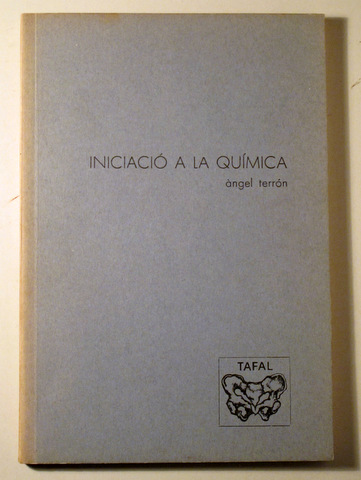 INICIACIÓ A LA QUÍMICA
àngel terrón
TAFAL